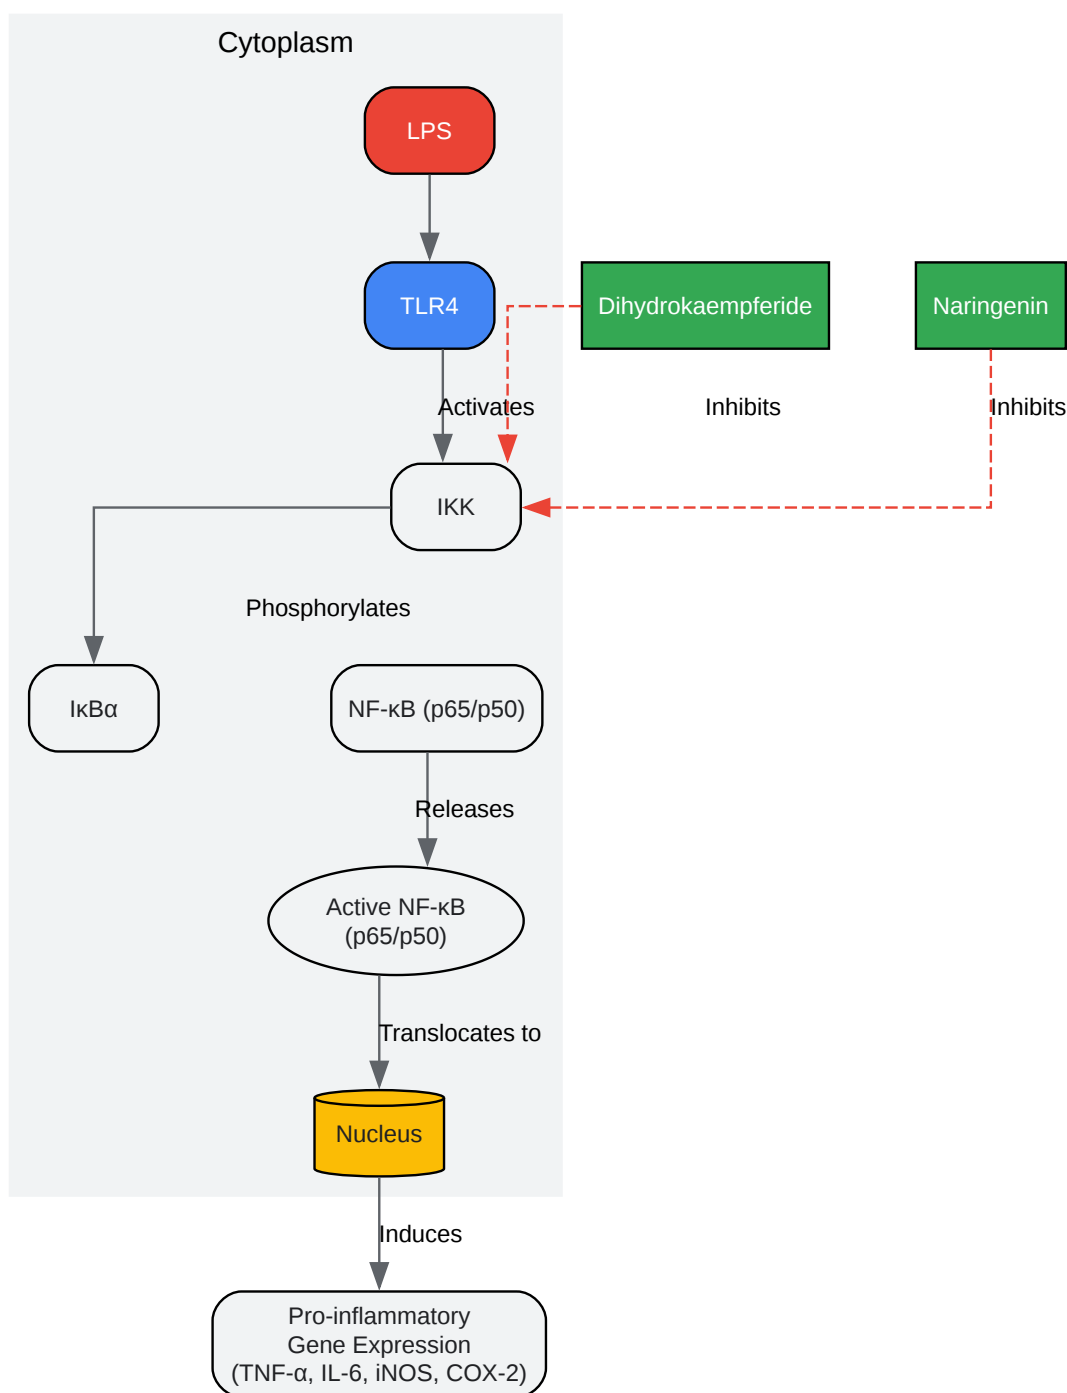 Cytoplasm
LPS
TLR4
Dihydrokaempferide
Naringenin
Activates
Inhibits
Inhibits
IKK
Phosphorylates
IκBα
NF-κB (p65/p50)
Releases
Active NF-κB
(p65/p50)
Translocates to
Nucleus
Induces
Pro-inflammatory
Gene Expression
(TNF-α, IL-6, iNOS, COX-2)